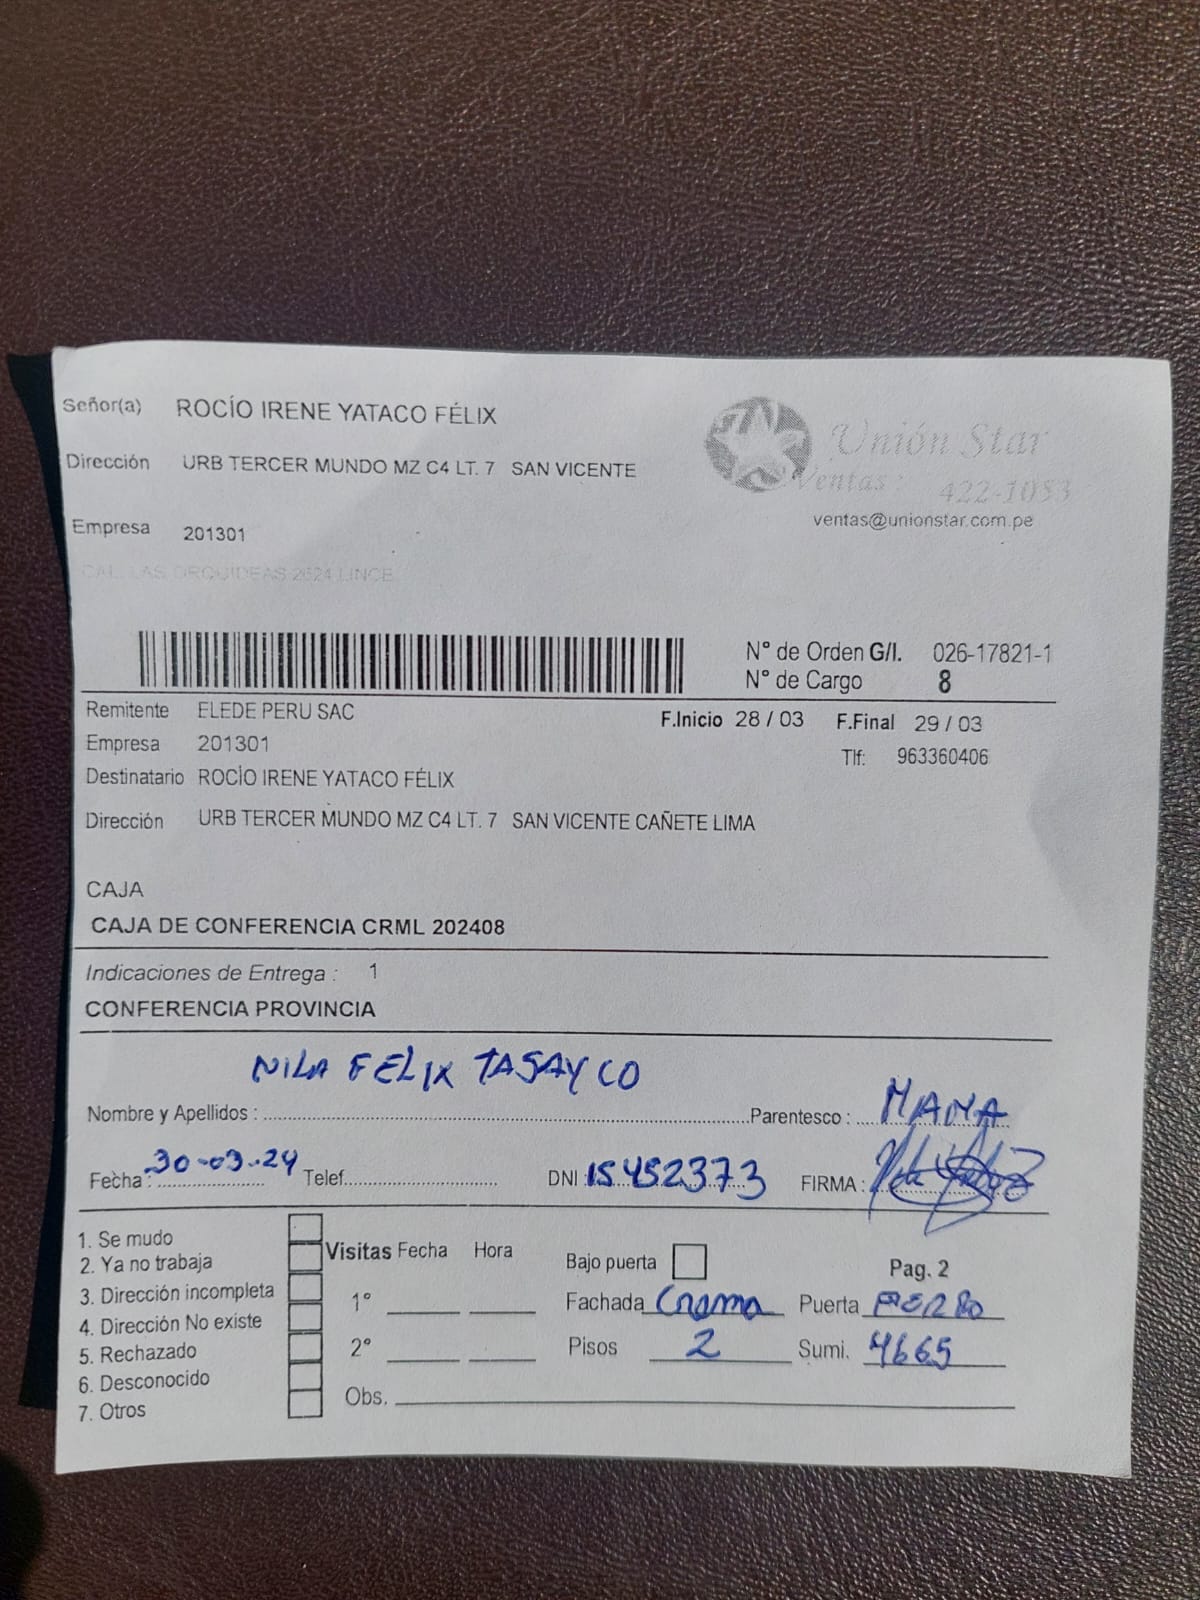 Señor(a) ROCÍO IRENE YATACO FÉLIX
Unión Star
Dirección URB TERCER MUNDO MZ C4 LT. 7 SAN VICENTE
Ventas : 422-1053
ventas@unionstar.com.pe
Empresa 201301
CAL. LAS ORQUIDEAS 2624 LINCE
N° de Orden G/I. 026-17821-1
N° de Cargo 8
Remitente ELEDE PERU SAC
F.Inicio 28 / 03 F.Final 29 / 03
Empresa 201301
Tlf: 963360406
Destinatario ROCÍO IRENE YATACO FÉLIX
Dirección URB TERCER MUNDO MZ C4 LT. 7 SAN VICENTE CAÑETE LIMA
CAJA
CAJA DE CONFERENCIA CRML 202408
Indicaciones de Entrega : 1
CONFERENCIA PROVINCIA
NILA FELIX TASAYCO
Nombre y Apellidos : Parentesco : MAMA
Fecha : 30-03-24 Telef. DNI : 15452373 FIRMA :
1. Se mudo
2. Ya no trabaja
3. Dirección incompleta
4. Dirección No existe
5. Rechazado
6. Desconocido
7. Otros
Visitas Fecha Hora
1°
2°
Obs.
Bajo puerta Pag. 2
Fachada Crema Puerta FIERRO
Pisos 2 Sumi. 4665